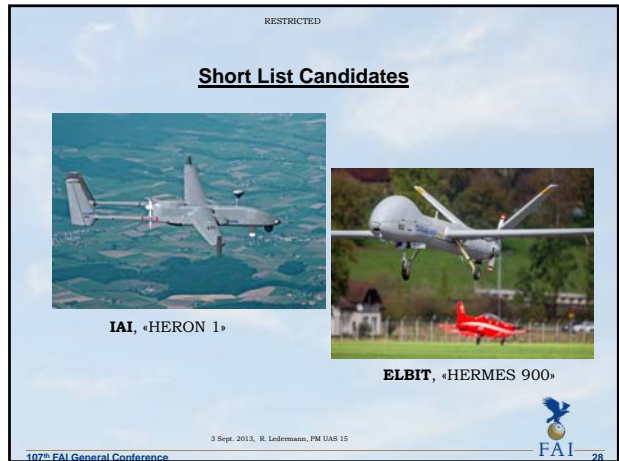 RESTRICTED
Short List Candidates
IAI, «HERON 1»
ELBIT, «HERMES 900»
3 Sept. 2013, R. Ledermann, PM UAS 15
107th FAI General Conference
FAI
28